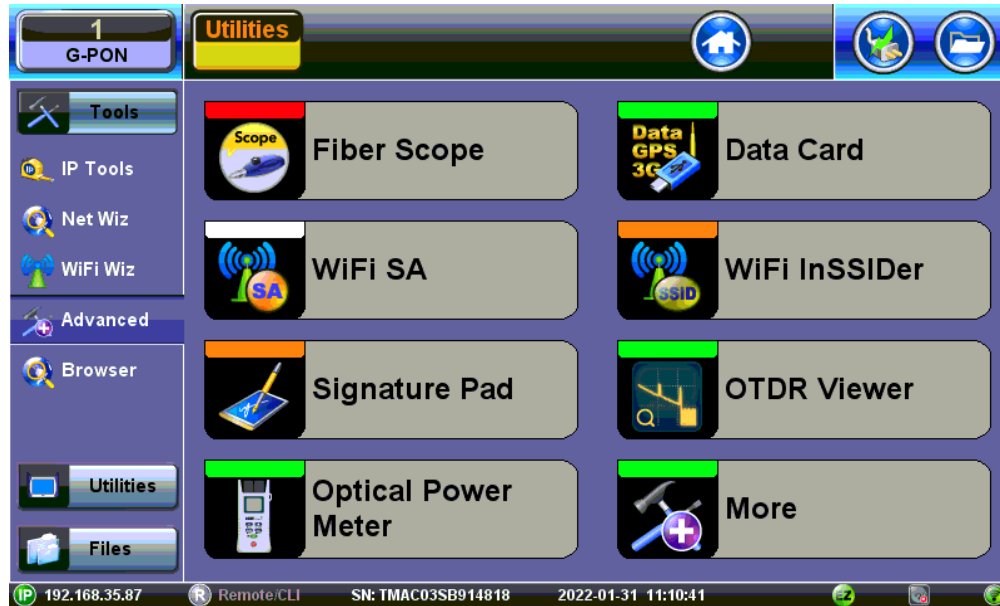 1
G-PON
Utilities
Tools
IP Tools
Net Wiz
WiFi Wiz
Advanced
Browser
Utilities
Files
Scope
Fiber Scope
Data
GPS
3G
Data Card
SA
WiFi SA
SSID
WiFi InSSIDer
Signature Pad
OTDR Viewer
Optical Power
Meter
More
IP
192.168.35.87
R
Remote/CLI
SN: TMAC03SB914818
2022-01-31 11:10:41
EZ